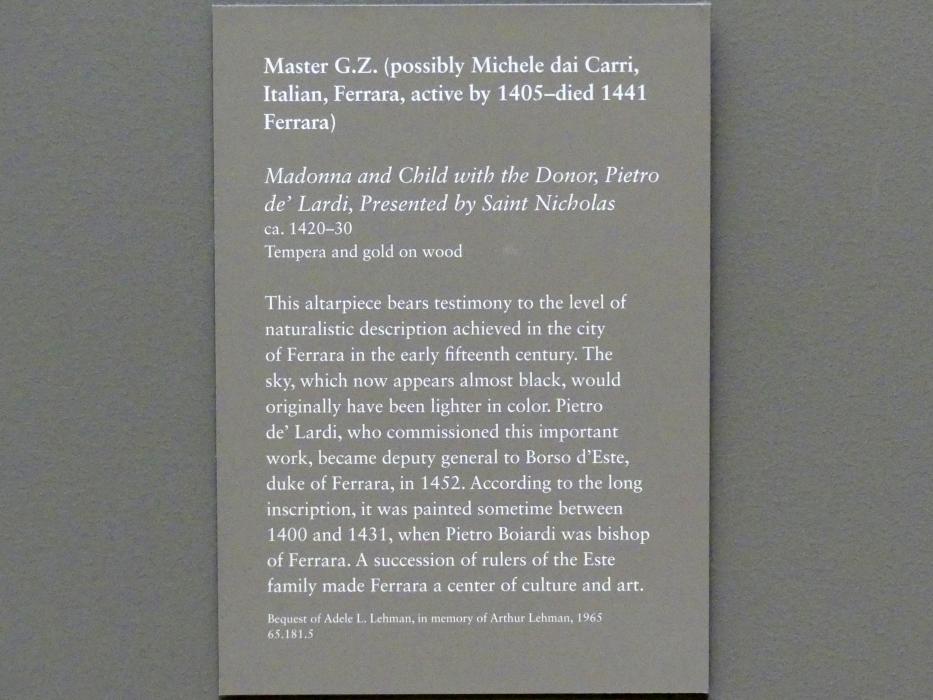 Master G.Z. (possibly Michele dai Carri,
Italian, Ferrara, active by 1405–died 1441
Ferrara)
Madonna and Child with the Donor, Pietro
de’ Lardi, Presented by Saint Nicholas
ca. 1420–30
Tempera and gold on wood
This altarpiece bears testimony to the level of
naturalistic description achieved in the city
of Ferrara in the early fifteenth century. The
sky, which now appears almost black, would
originally have been lighter in color. Pietro
de’ Lardi, who commissioned this important
work, became deputy general to Borso d’Este,
duke of Ferrara, in 1452. According to the long
inscription, it was painted sometime between
1400 and 1431, when Pietro Boiardi was bishop
of Ferrara. A succession of rulers of the Este
family made Ferrara a center of culture and art.
Bequest of Adele L. Lehman, in memory of Arthur Lehman, 1965
65.181.5